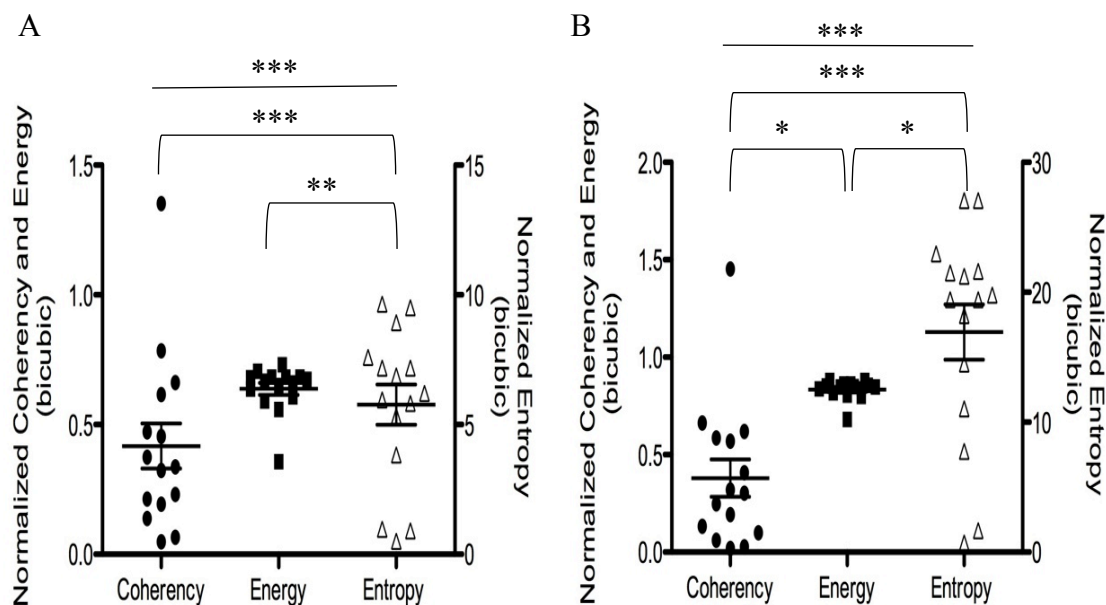 A
***
***
**
Normalized Coherency and Energy
(bicubic)
1.5
1.0
0.5
0.0
15
10
5
0
Normalized Entropy
(bicubic)
Coherency
Energy
Entropy
B
***
***
*
*
Normalized Coherency and Energy
(bicubic)
2.0
1.5
1.0
0.5
0.0
30
20
10
0
Normalized Entropy
(bicubic)
Coherency
Energy
Entropy